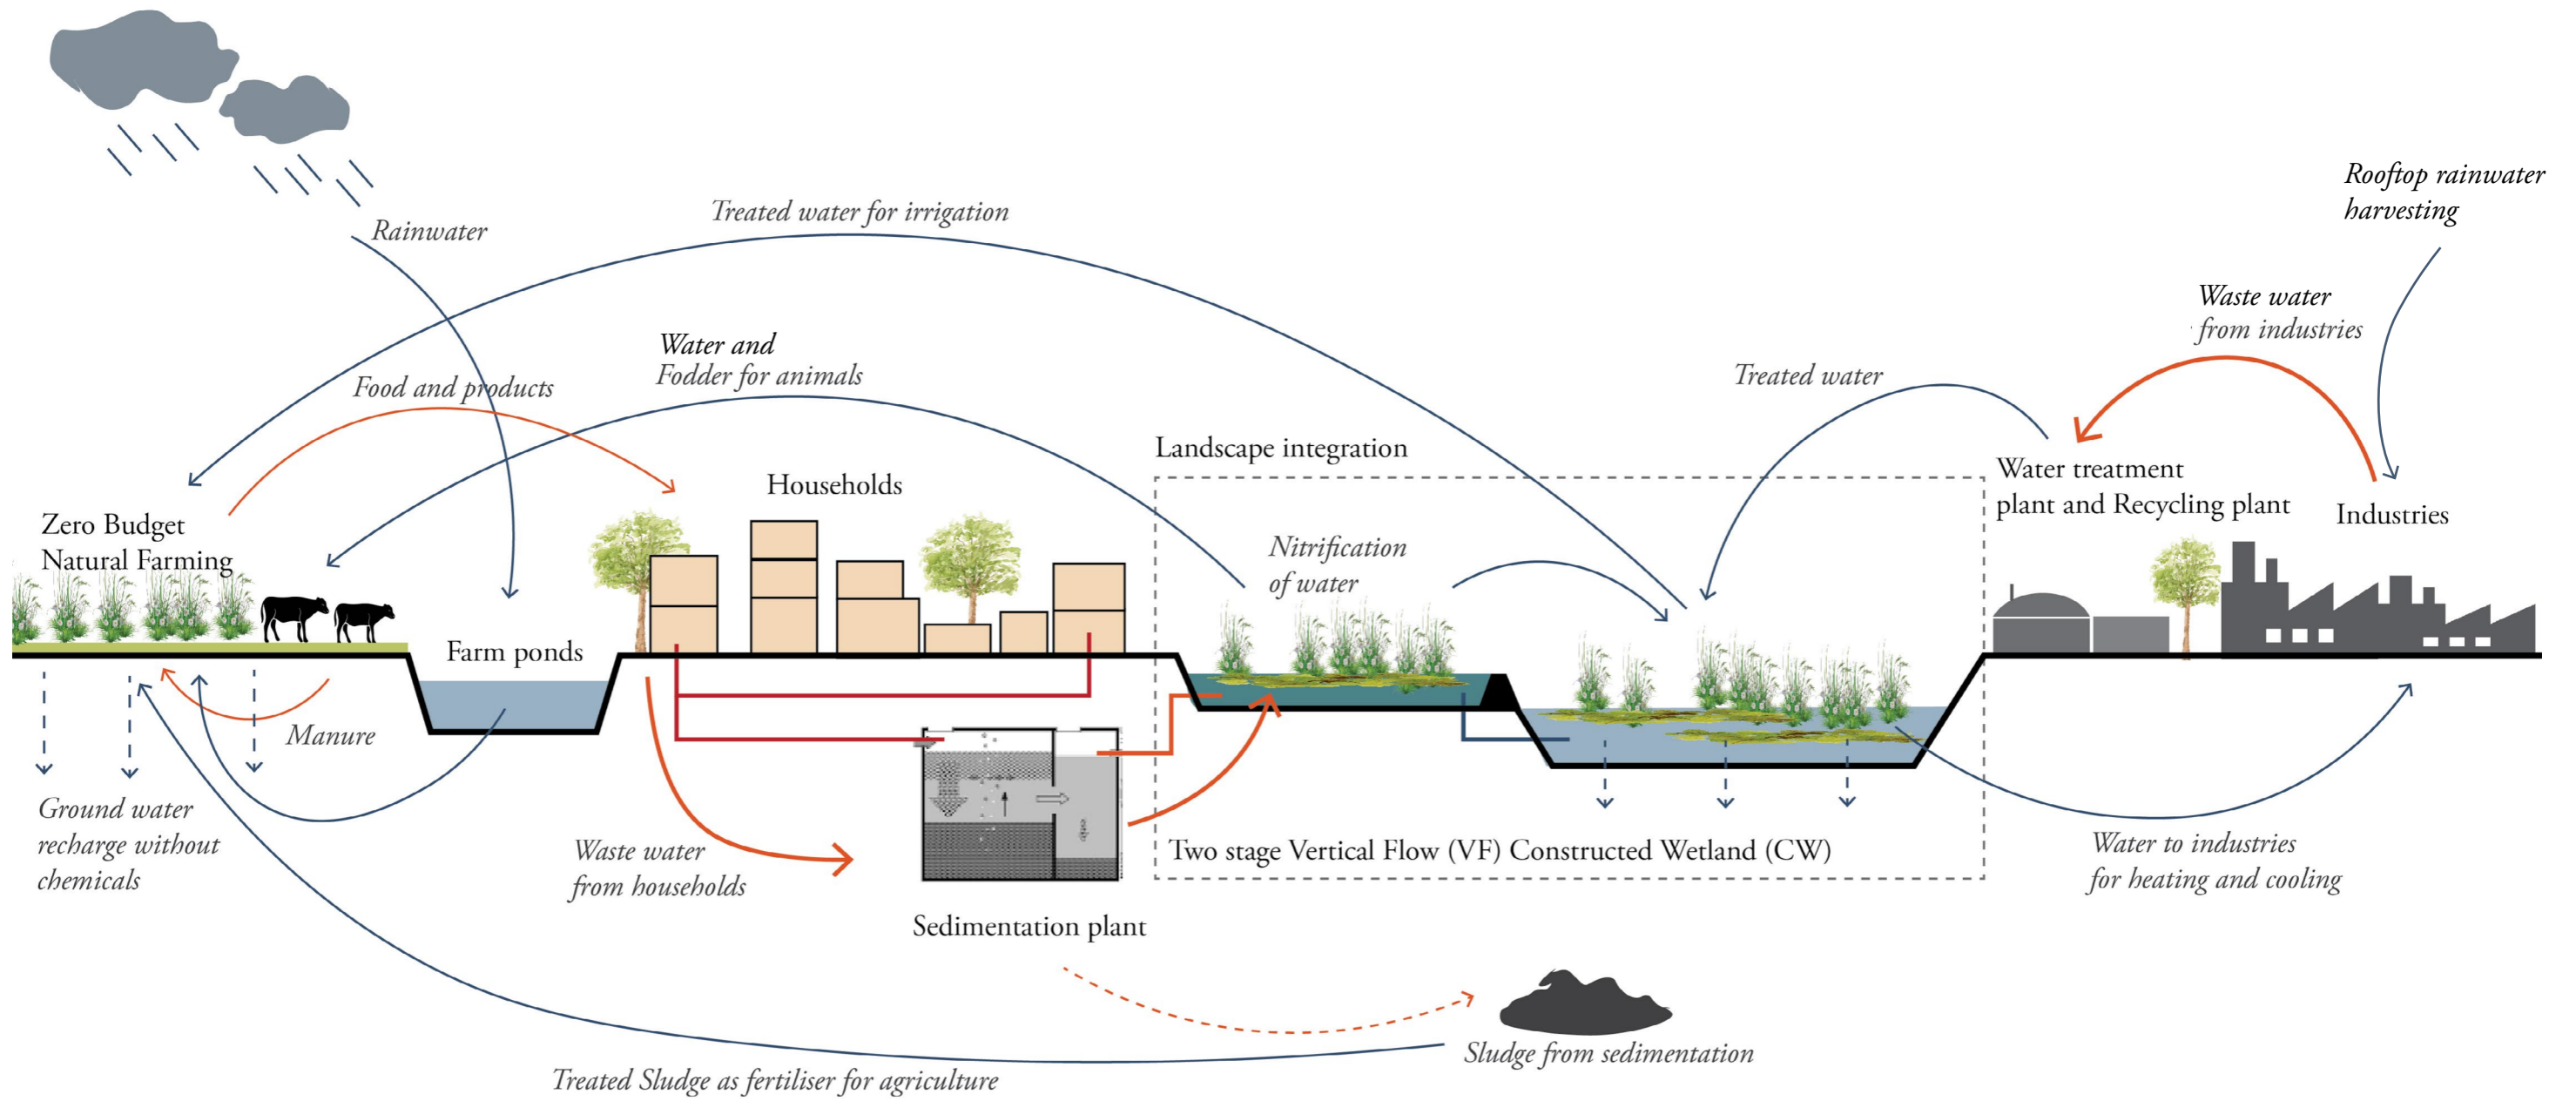 Rooftop rainwater
harvesting
Rainwater
Treated water for irrigation
Waste water
from industries
Water and
Fodder for animals
Food and products
Treated water
Landscape integration
Water treatment
plant and Recycling plant
Industries
Households
Zero Budget
Natural Farming
Nitrification
of water
Farm ponds
Manure
Ground water
recharge without
chemicals
Waste water
from households
Two stage Vertical Flow (VF) Constructed Wetland (CW)
Water to industries
for heating and cooling
Sedimentation plant
Sludge from sedimentation
Treated Sludge as fertiliser for agriculture